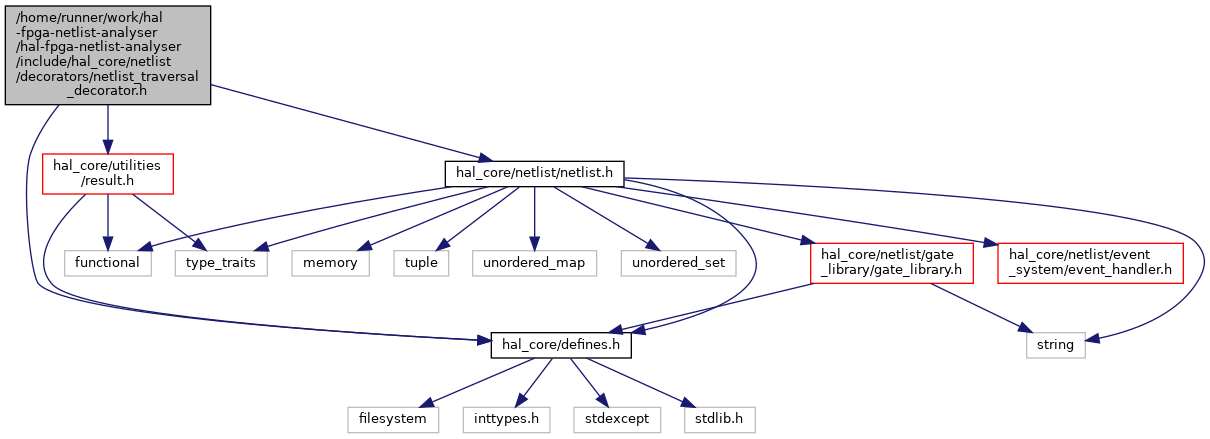 /home/runner/work/hal
-fpga-netlist-analyser
/hal-fpga-netlist-analyser
/include/hal_core/netlist
/decorators/netlist_traversal
_decorator.h
hal_core/utilities
/result.h
hal_core/netlist/netlist.h
functional
type_traits
memory
tuple
unordered_map
unordered_set
hal_core/netlist/gate
_library/gate_library.h
hal_core/netlist/event
_system/event_handler.h
hal_core/defines.h
string
filesystem
inttypes.h
stdexcept
stdlib.h